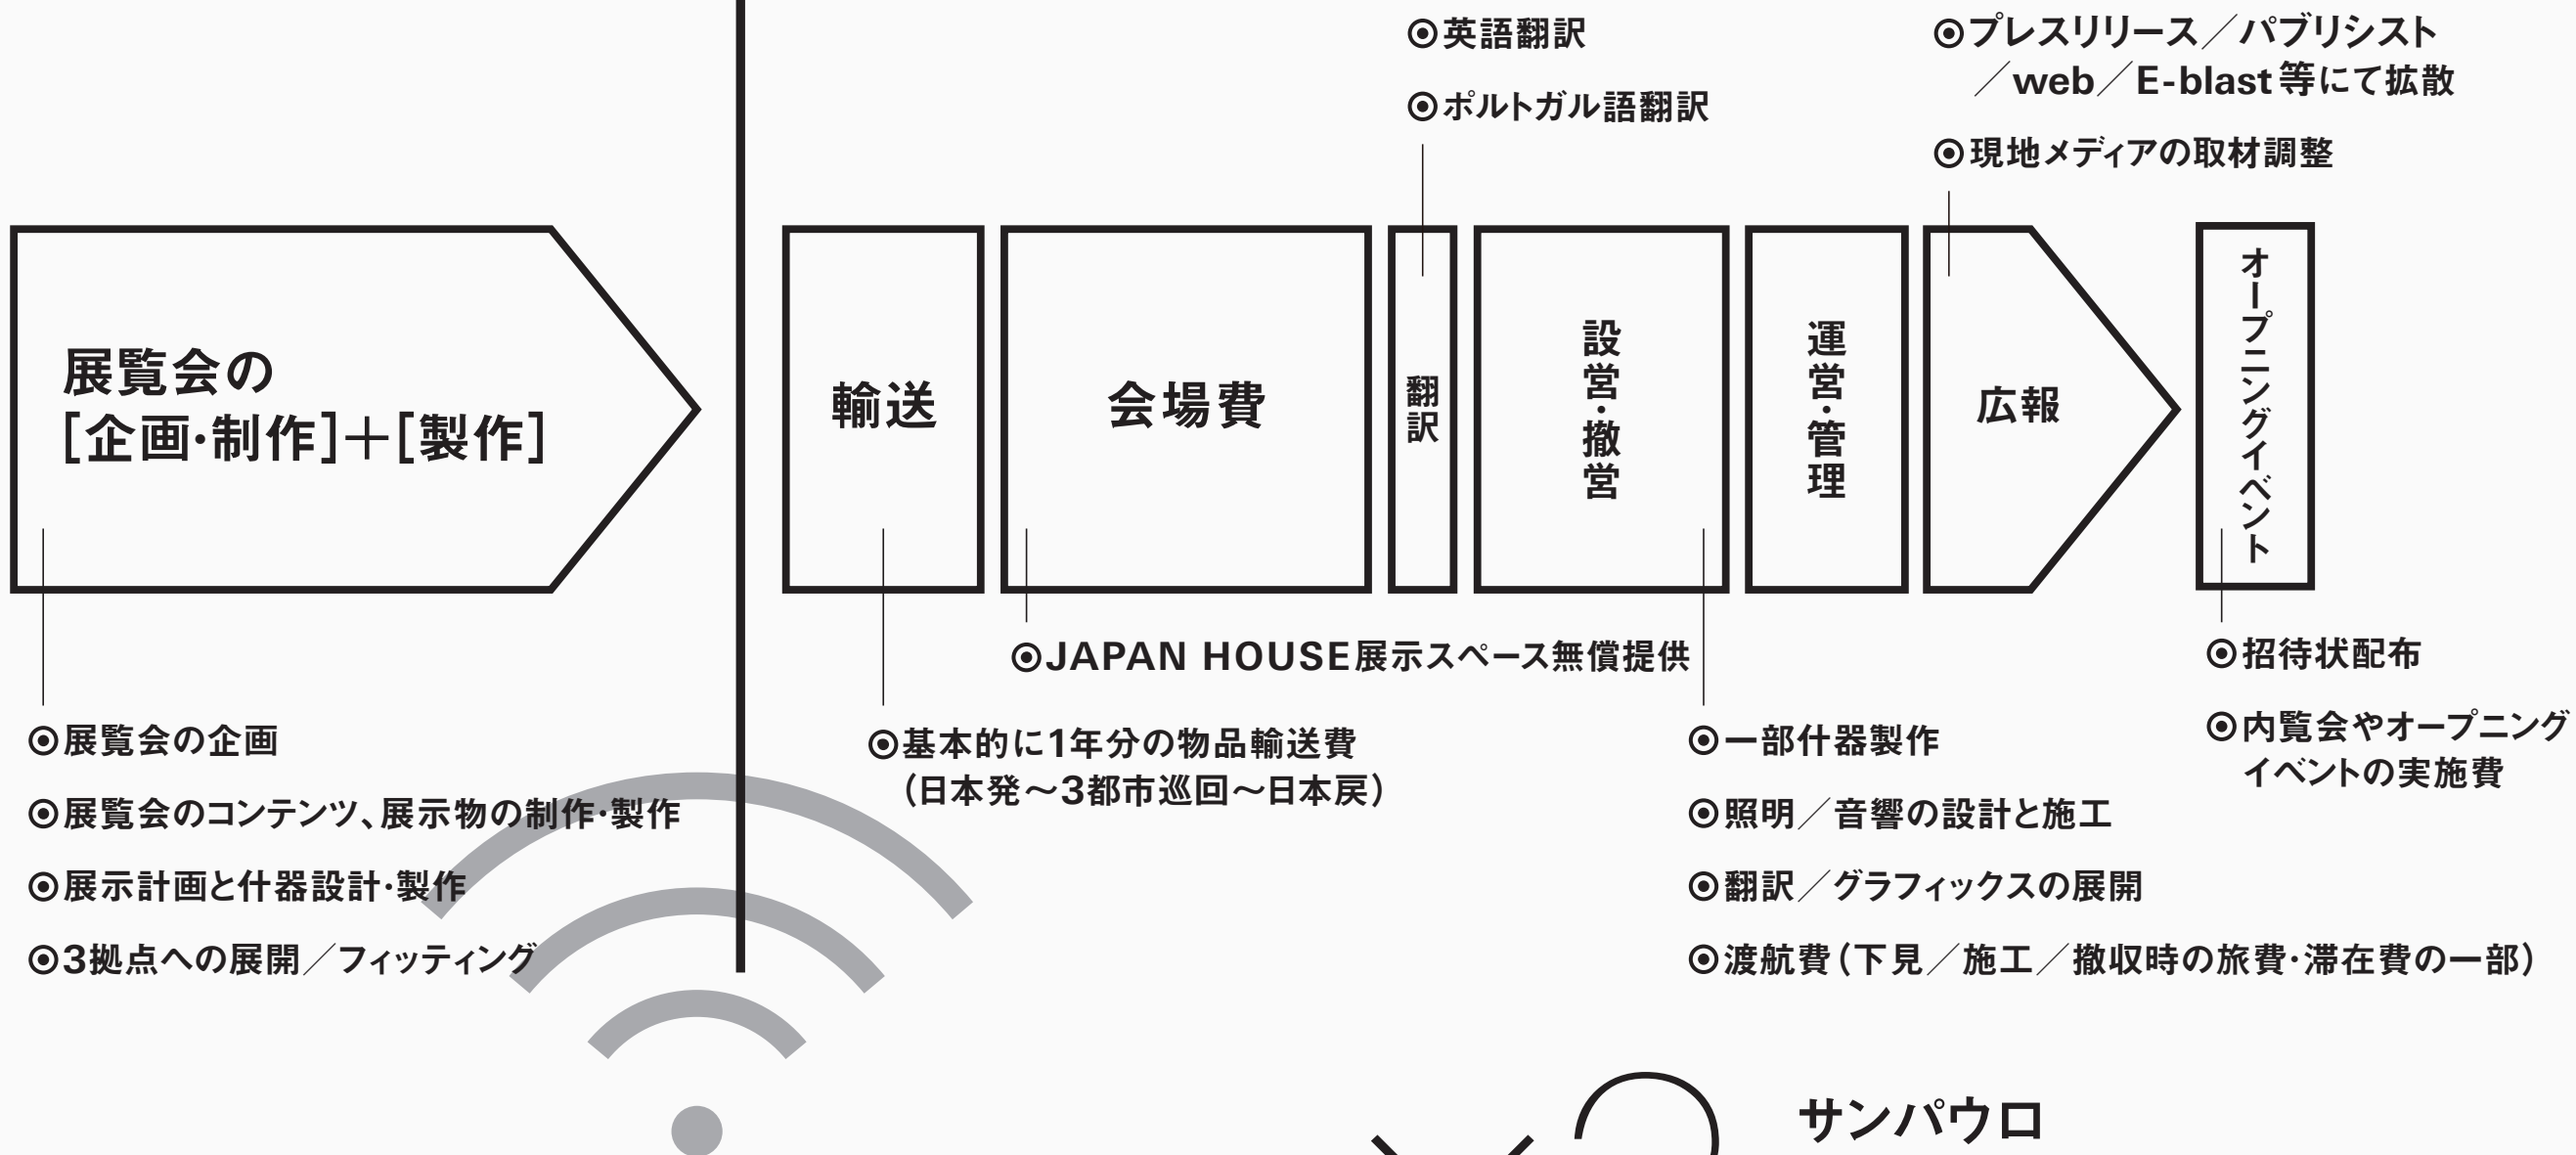 ◉英語翻訳
◉ポルトガル語翻訳
◉プレスリリース／パブリシスト
／web／E-blast等にて拡散
◉現地メディアの取材調整
展覧会の
[企画・制作]＋[製作]
輸送
会場費
翻訳
設営・撤営
運営・管理
広報
オープニングイベント
◉展覧会の企画
◉展覧会のコンテンツ、展示物の制作・製作
◉展示計画と什器設計・製作
◉3拠点への展開／フィッティング
◉基本的に1年分の物品輸送費
（日本発〜3都市巡回〜日本戻）
◉JAPAN HOUSE展示スペース無償提供
◉一部什器製作
◉照明／音響の設計と施工
◉翻訳／グラフィックスの展開
◉渡航費（下見／施工／撤収時の旅費・滞在費の一部）
◉招待状配布
◉内覧会やオープニング
イベントの実施費
サンパウロ